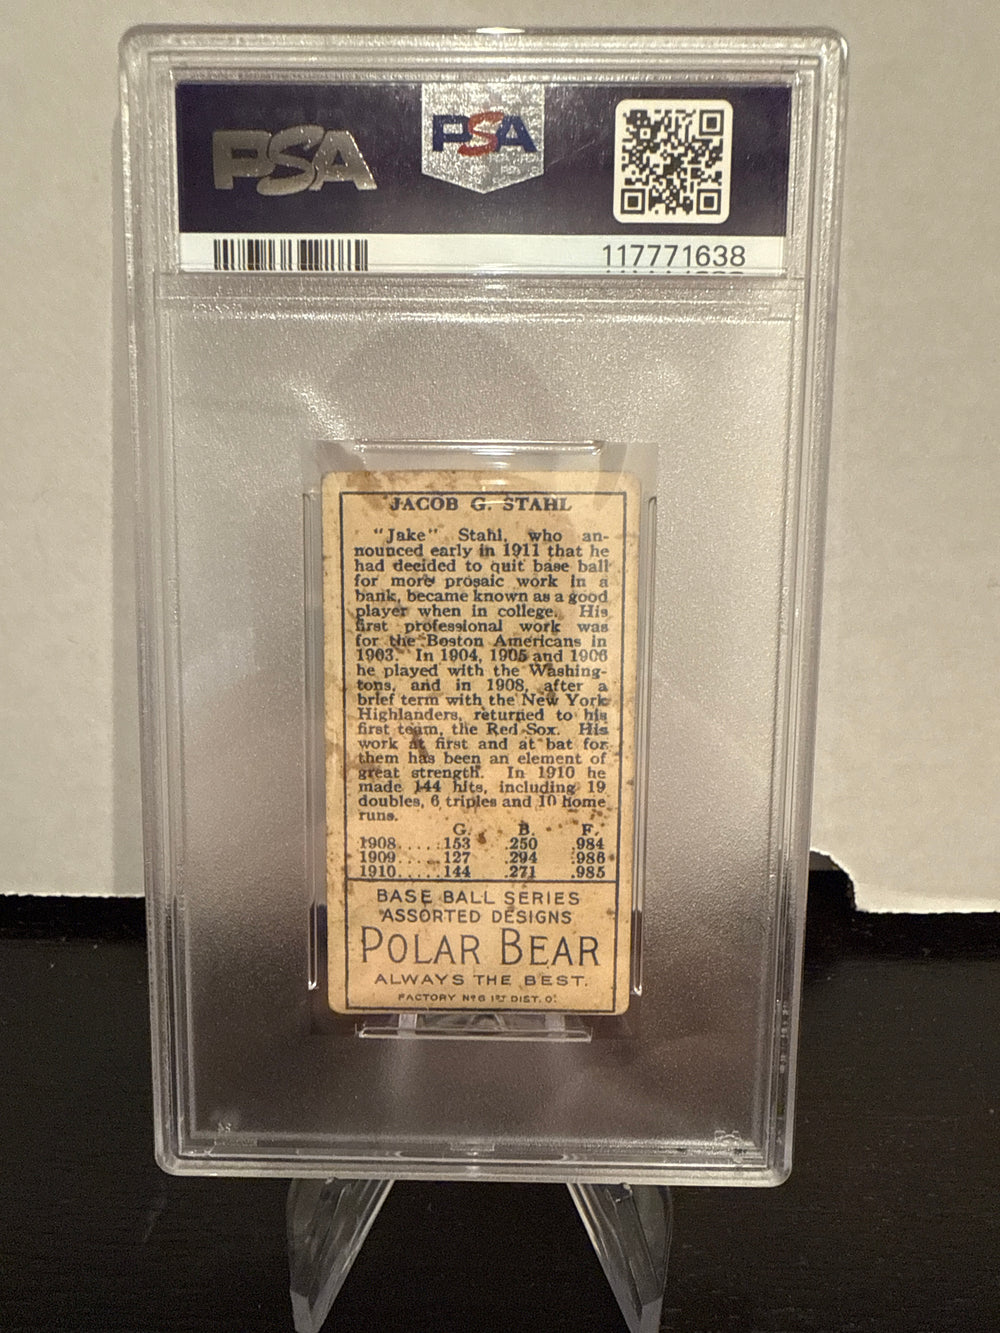 PSA
PSA
117771638
JACOB G. STAHL
"Jake" Stahl, who an-
nounced early in 1911 that he
had decided to quit base ball
for more prosaic work in a
bank, became known as a good
player when in college. His
first professional work was
for the Boston Americans in
1903. In 1904, 1905 and 1906
he played with the Washing-
tons, and in 1908, after a
brief term with the New York
Highlanders, returned to his
first team, the Red Sox. His
work at first and at bat for
them has been an element of
great strength. In 1910 he
made 144 hits, including 19
doubles, 6 triples and 10 home
runs.
G. B. F.
1908.....153 .250 .984
1909.....127 .294 .986
1910.....144 .271 .985
BASE BALL SERIES
ASSORTED DESIGNS
POLAR BEAR
ALWAYS THE BEST.
FACTORY Nº 6 1ST DIST. O.